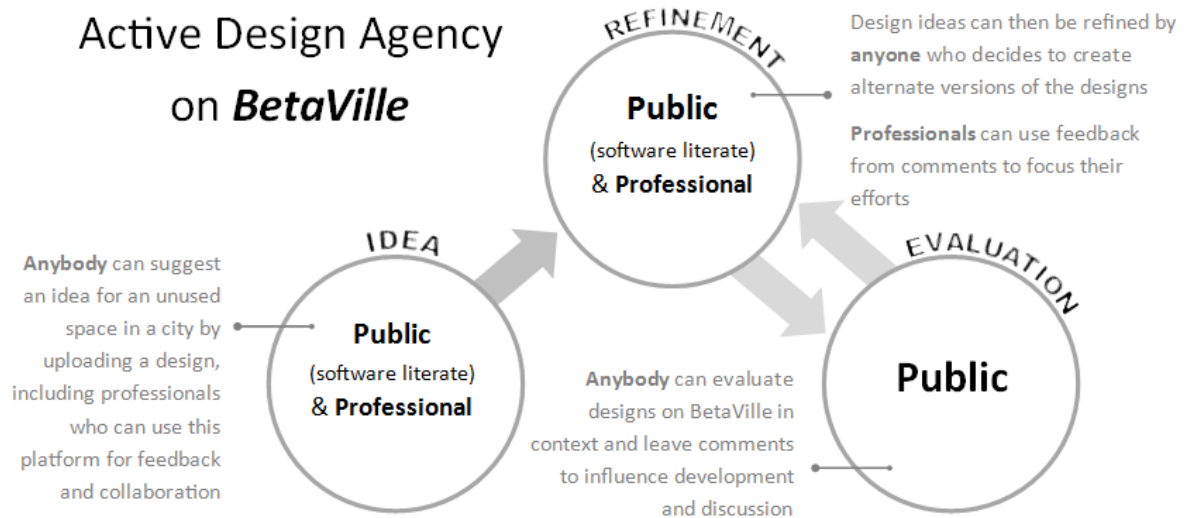 Active Design Agency
on BetaVille
REFINEMENT
Public
(software literate)
& Professional
Design ideas can then be refined by
anyone who decides to create
alternate versions of the designs
Professionals can use feedback
from comments to focus their
efforts
IDEA
Anybody can suggest
an idea for an unused
space in a city by
uploading a design,
including professionals
who can use this
platform for feedback
and collaboration
Public
(software literate)
& Professional
EVALUATION
Public
Anybody can evaluate
designs on BetaVille in
context and leave comments
to influence development
and discussion